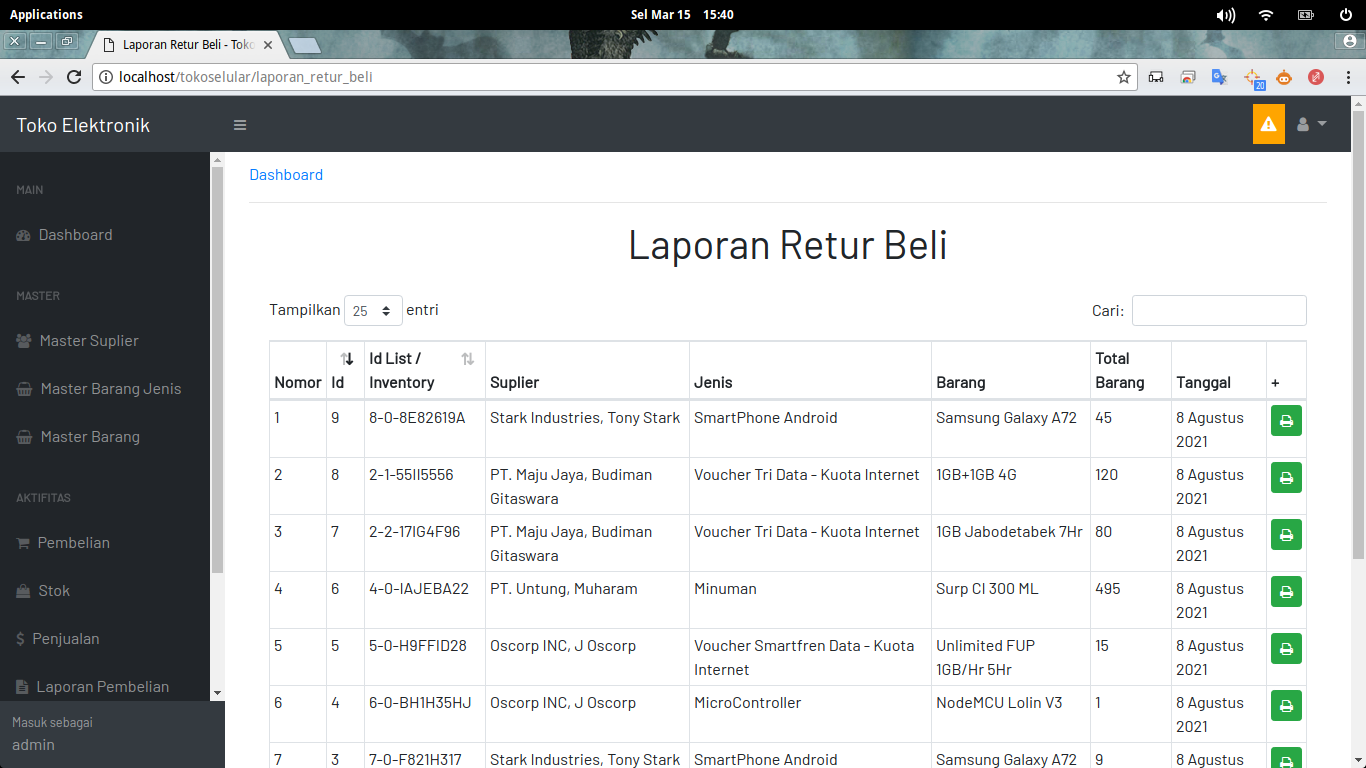 Applications
Sel Mar 15 15:40
Laporan Retur Beli - Toko
localhost/tokoselular/laporan_retur_beli
20
Toko Elektronik
MAIN
Dashboard
MASTER
Master Suplier
Master Barang Jenis
Master Barang
AKTIFITAS
Pembelian
Stok
Penjualan
Laporan Pembelian
Masuk sebagai
admin
Dashboard
Laporan Retur Beli
Tampilkan 25 entri
Cari:
Nomor Id Id List / Inventory Suplier Jenis Barang Total Barang Tanggal +
1 9 8-0-8E82619A Stark Industries, Tony Stark SmartPhone Android Samsung Galaxy A72 45 8 Agustus 2021
2 8 2-1-55II5556 PT. Maju Jaya, Budiman Gitaswara Voucher Tri Data - Kuota Internet 1GB+1GB 4G 120 8 Agustus 2021
3 7 2-2-17IG4F96 PT. Maju Jaya, Budiman Gitaswara Voucher Tri Data - Kuota Internet 1GB Jabodetabek 7Hr 80 8 Agustus 2021
4 6 4-0-IAJEBA22 PT. Untung, Muharam Minuman Surp CI 300 ML 495 8 Agustus 2021
5 5 5-0-H9FFID28 Oscorp INC, J Oscorp Voucher Smartfren Data - Kuota Internet Unlimited FUP 1GB/Hr 5Hr 15 8 Agustus 2021
6 4 6-0-BH1H35HJ Oscorp INC, J Oscorp MicroController NodeMCU Lolin V3 1 8 Agustus 2021
7 3 7-0-F821H317 Stark Industries, Tony Stark SmartPhone Android Samsung Galaxy A72 9 8 Agustus